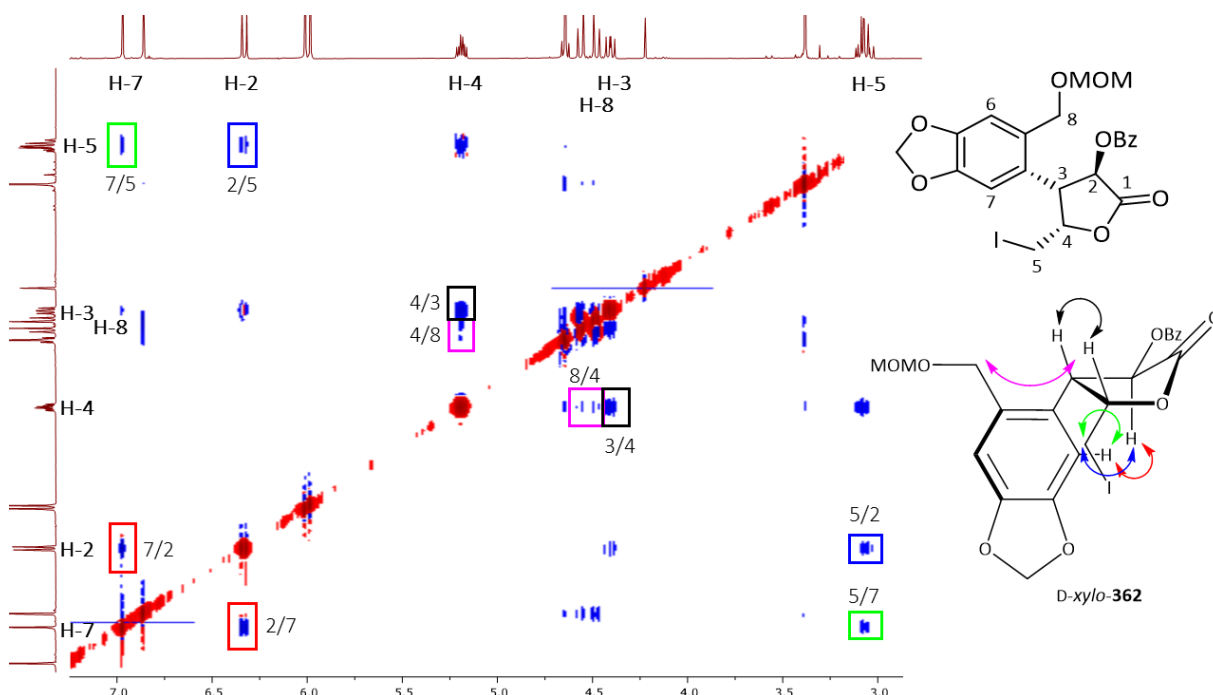 H-7 H-2 H-4 H-3 H-5
H-8
H-5
7/5 2/5
H-3
H-8
4/3
4/8
8/4
H-4
3/4
5/2
H-2
7/2
5/7
H-7
2/7
7.0 6.5 6.0 5.5 5.0 4.5 4.0 3.5 3.0
OMOM
6
8
O
OBz
3
2
1
O
O
7
4
O
I
5
O
H
H
OBz
MOMO
O
H
-H
I
O
O
D-xylo-362